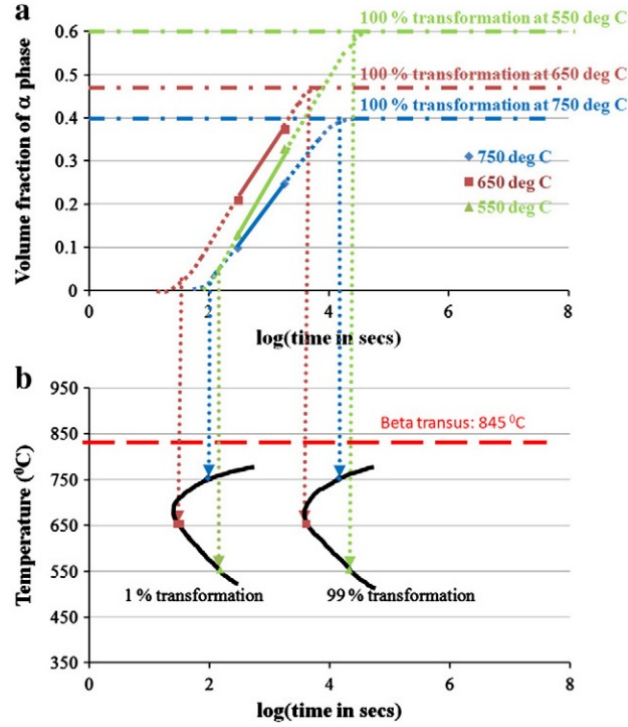 a
100 % transformation at 550 deg C
100 % transformation at 650 deg C
100 % transformation at 750 deg C
Volume fraction of α phase
0.6
0.5
0.4
0.3
0.2
0.1
0
750 deg C
650 deg C
550 deg C
0 2 4 6 8
log(time in secs)
b
Temperature (⁰C)
950
850
750
650
550
450
350
Beta transus: 845 ⁰C
1 % transformation
99 % transformation
0 2 4 6 8
log(time in secs)